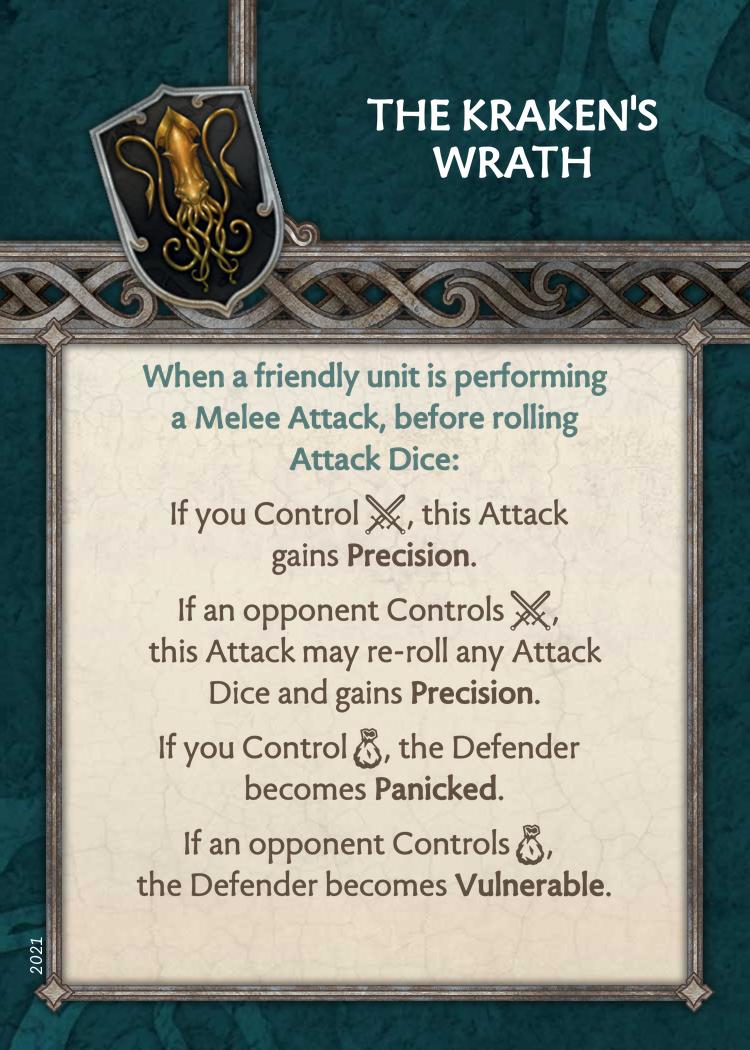 THE KRAKEN'S
WRATH
When a friendly unit is performing
a Melee Attack, before rolling
Attack Dice:
If you Control , this Attack
gains Precision.
If an opponent Controls ,
this Attack may re-roll any Attack
Dice and gains Precision.
If you Control , the Defender
becomes Panicked.
If an opponent Controls ,
the Defender becomes Vulnerable.
2021